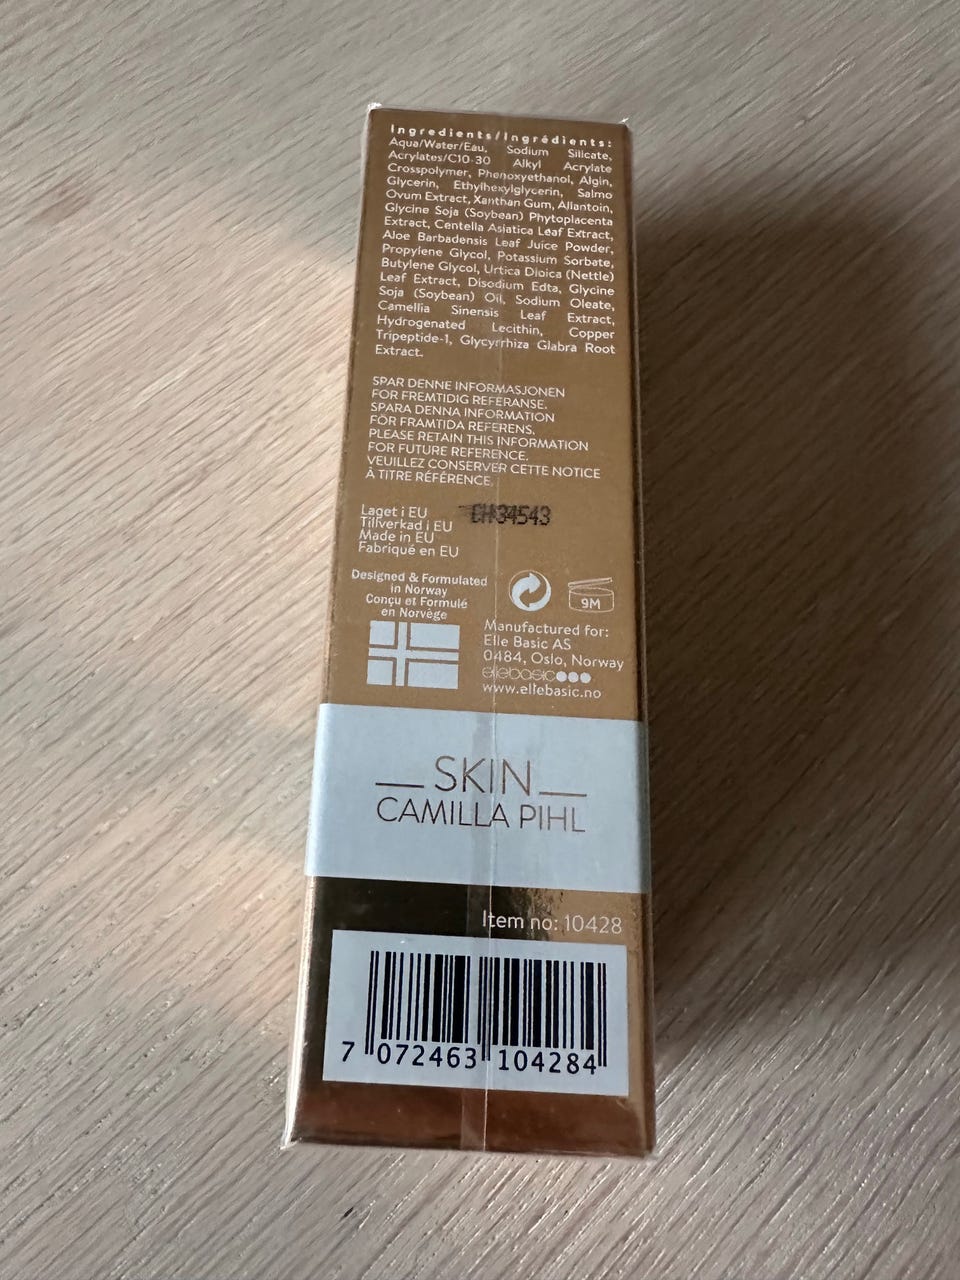 Ingredients/Ingrédients:
Aqua/Water/Eau, Sodium Silicate,
Acrylates/C10-30 Alkyl Acrylate
Crosspolymer, Phenoxyethanol, Algin,
Glycerin, Ethylhexylglycerin, Salmo
Ovum Extract, Xanthan Gum, Allantoin,
Glycine Soja (Soybean) Phytoplacenta
Extract, Centella Asiatica Leaf Extract,
Aloe Barbadensis Leaf Juice Powder,
Propylene Glycol, Potassium Sorbate,
Butylene Glycol, Urtica Dioica (Nettle)
Leaf Extract, Disodium Edta, Glycine
Soja (Soybean) Oil, Sodium Oleate,
Camellia Sinensis Leaf Extract,
Hydrogenated Lecithin, Copper
Tripeptide-1, Glycyrrhiza Glabra Root
Extract.
SPAR DENNE INFORMASJONEN
FOR FREMTIDIG REFERANSE.
SPARA DENNA INFORMATION
FÖR FRAMTIDA REFERENS.
PLEASE RETAIN THIS INFORMATION
FOR FUTURE REFERENCE.
VEUILLEZ CONSERVER CETTE NOTICE
À TITRE RÉFÉRENCE.
Laget i EU
Tillverkad i EU
Made in EU
Fabriqué en EU
34543
Designed & Formulated
in Norway
Conçu et Formulé
en Norvège
9M
Manufactured for:
Elle Basic AS
0484, Oslo, Norway
ellebasic
www.ellebasic.no
SKIN
CAMILLA PIHL
Item no: 10428
7 072463 104284